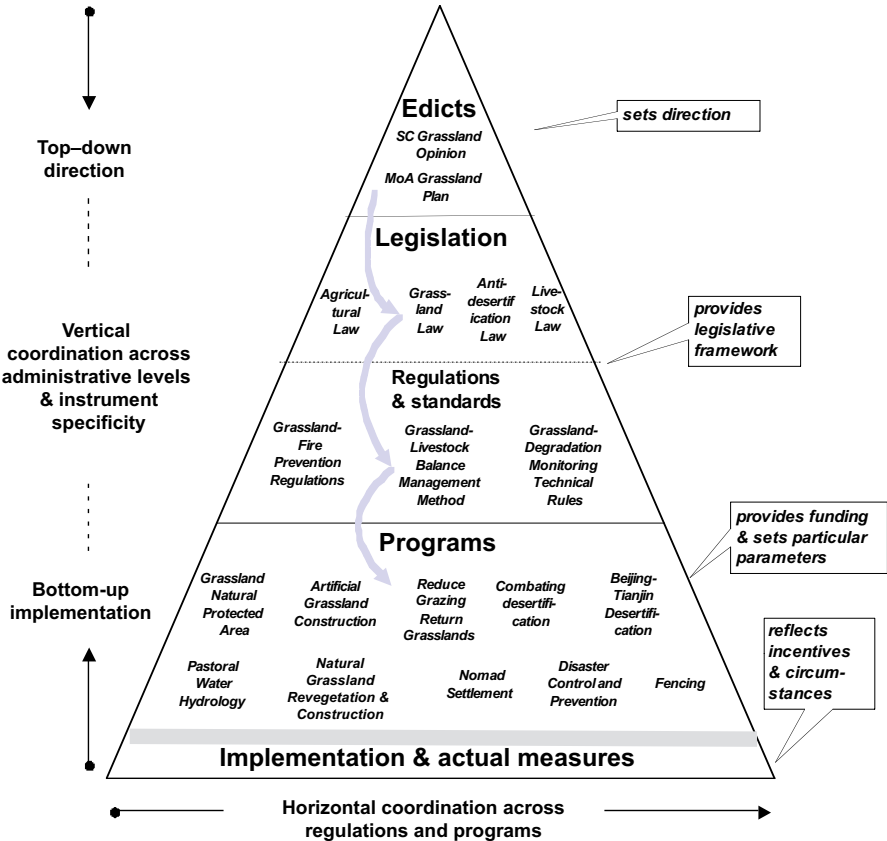 Edicts
SC Grassland
Opinion
MoA Grassland
Plan
sets direction
Top–down
direction
Legislation
Agricul-
tural
Law
Grass-
land
Law
Anti-
desertif
ication
Law
Live-
stock
Law
provides
legislative
framework
Vertical
coordination across
administrative levels
& instrument
specificity
Regulations
& standards
Grassland-
Fire
Prevention
Regulations
Grassland-
Livestock
Balance
Management
Method
Grassland-
Degradation
Monitoring
Technical
Rules
provides funding
& sets particular
parameters
Programs
Bottom-up
implementation
Grassland
Natural
Protected
Area
Artificial
Grassland
Construction
Reduce
Grazing
Return
Grasslands
Combating
desertifi-
cation
Beijing-
Tianjin
Desertifi-
cation
reflects
incentives
& circum-
stances
Pastoral
Water
Hydrology
Natural
Grassland
Revegetation &
Construction
Nomad
Settlement
Disaster
Control and
Prevention
Fencing
Implementation & actual measures
Horizontal coordination across
regulations and programs